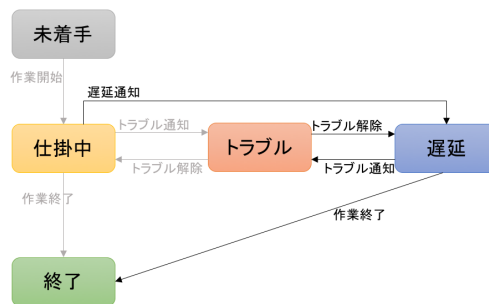 未着手
作業開始
遅延通知
トラブル通知
トラブル解除
仕掛中
トラブル
遅延
トラブル解除
トラブル通知
作業終了
作業終了
終了